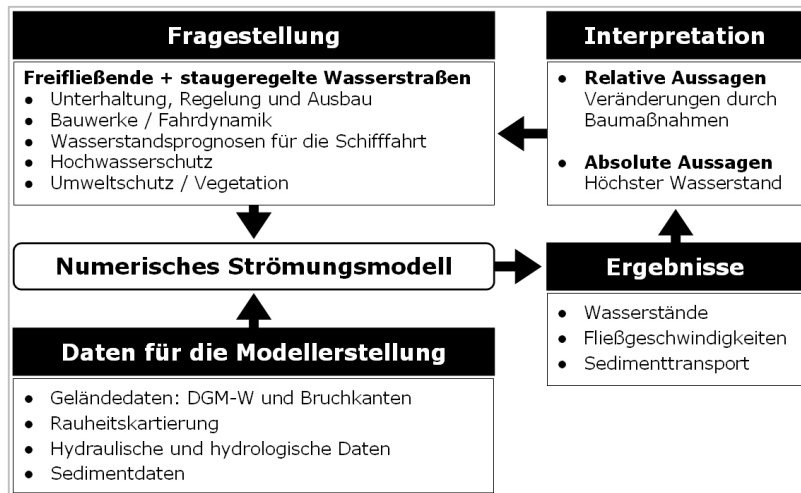 Fragestellung
Freifließende + staugeregelte Wasserstraßen
● Unterhaltung, Regelung und Ausbau
● Bauwerke / Fahrdynamik
● Wasserstandsprognosen für die Schifffahrt
● Hochwasserschutz
● Umweltschutz / Vegetation
Interpretation
● Relative Aussagen
Veränderungen durch
Baumaßnahmen
● Absolute Aussagen
Höchster Wasserstand
Numerisches Strömungsmodell
Ergebnisse
● Wasserstände
● Fließgeschwindigkeiten
● Sedimenttransport
Daten für die Modellerstellung
● Geländedaten: DGM-W und Bruchkanten
● Rauheitskartierung
● Hydraulische und hydrologische Daten
● Sedimentdaten